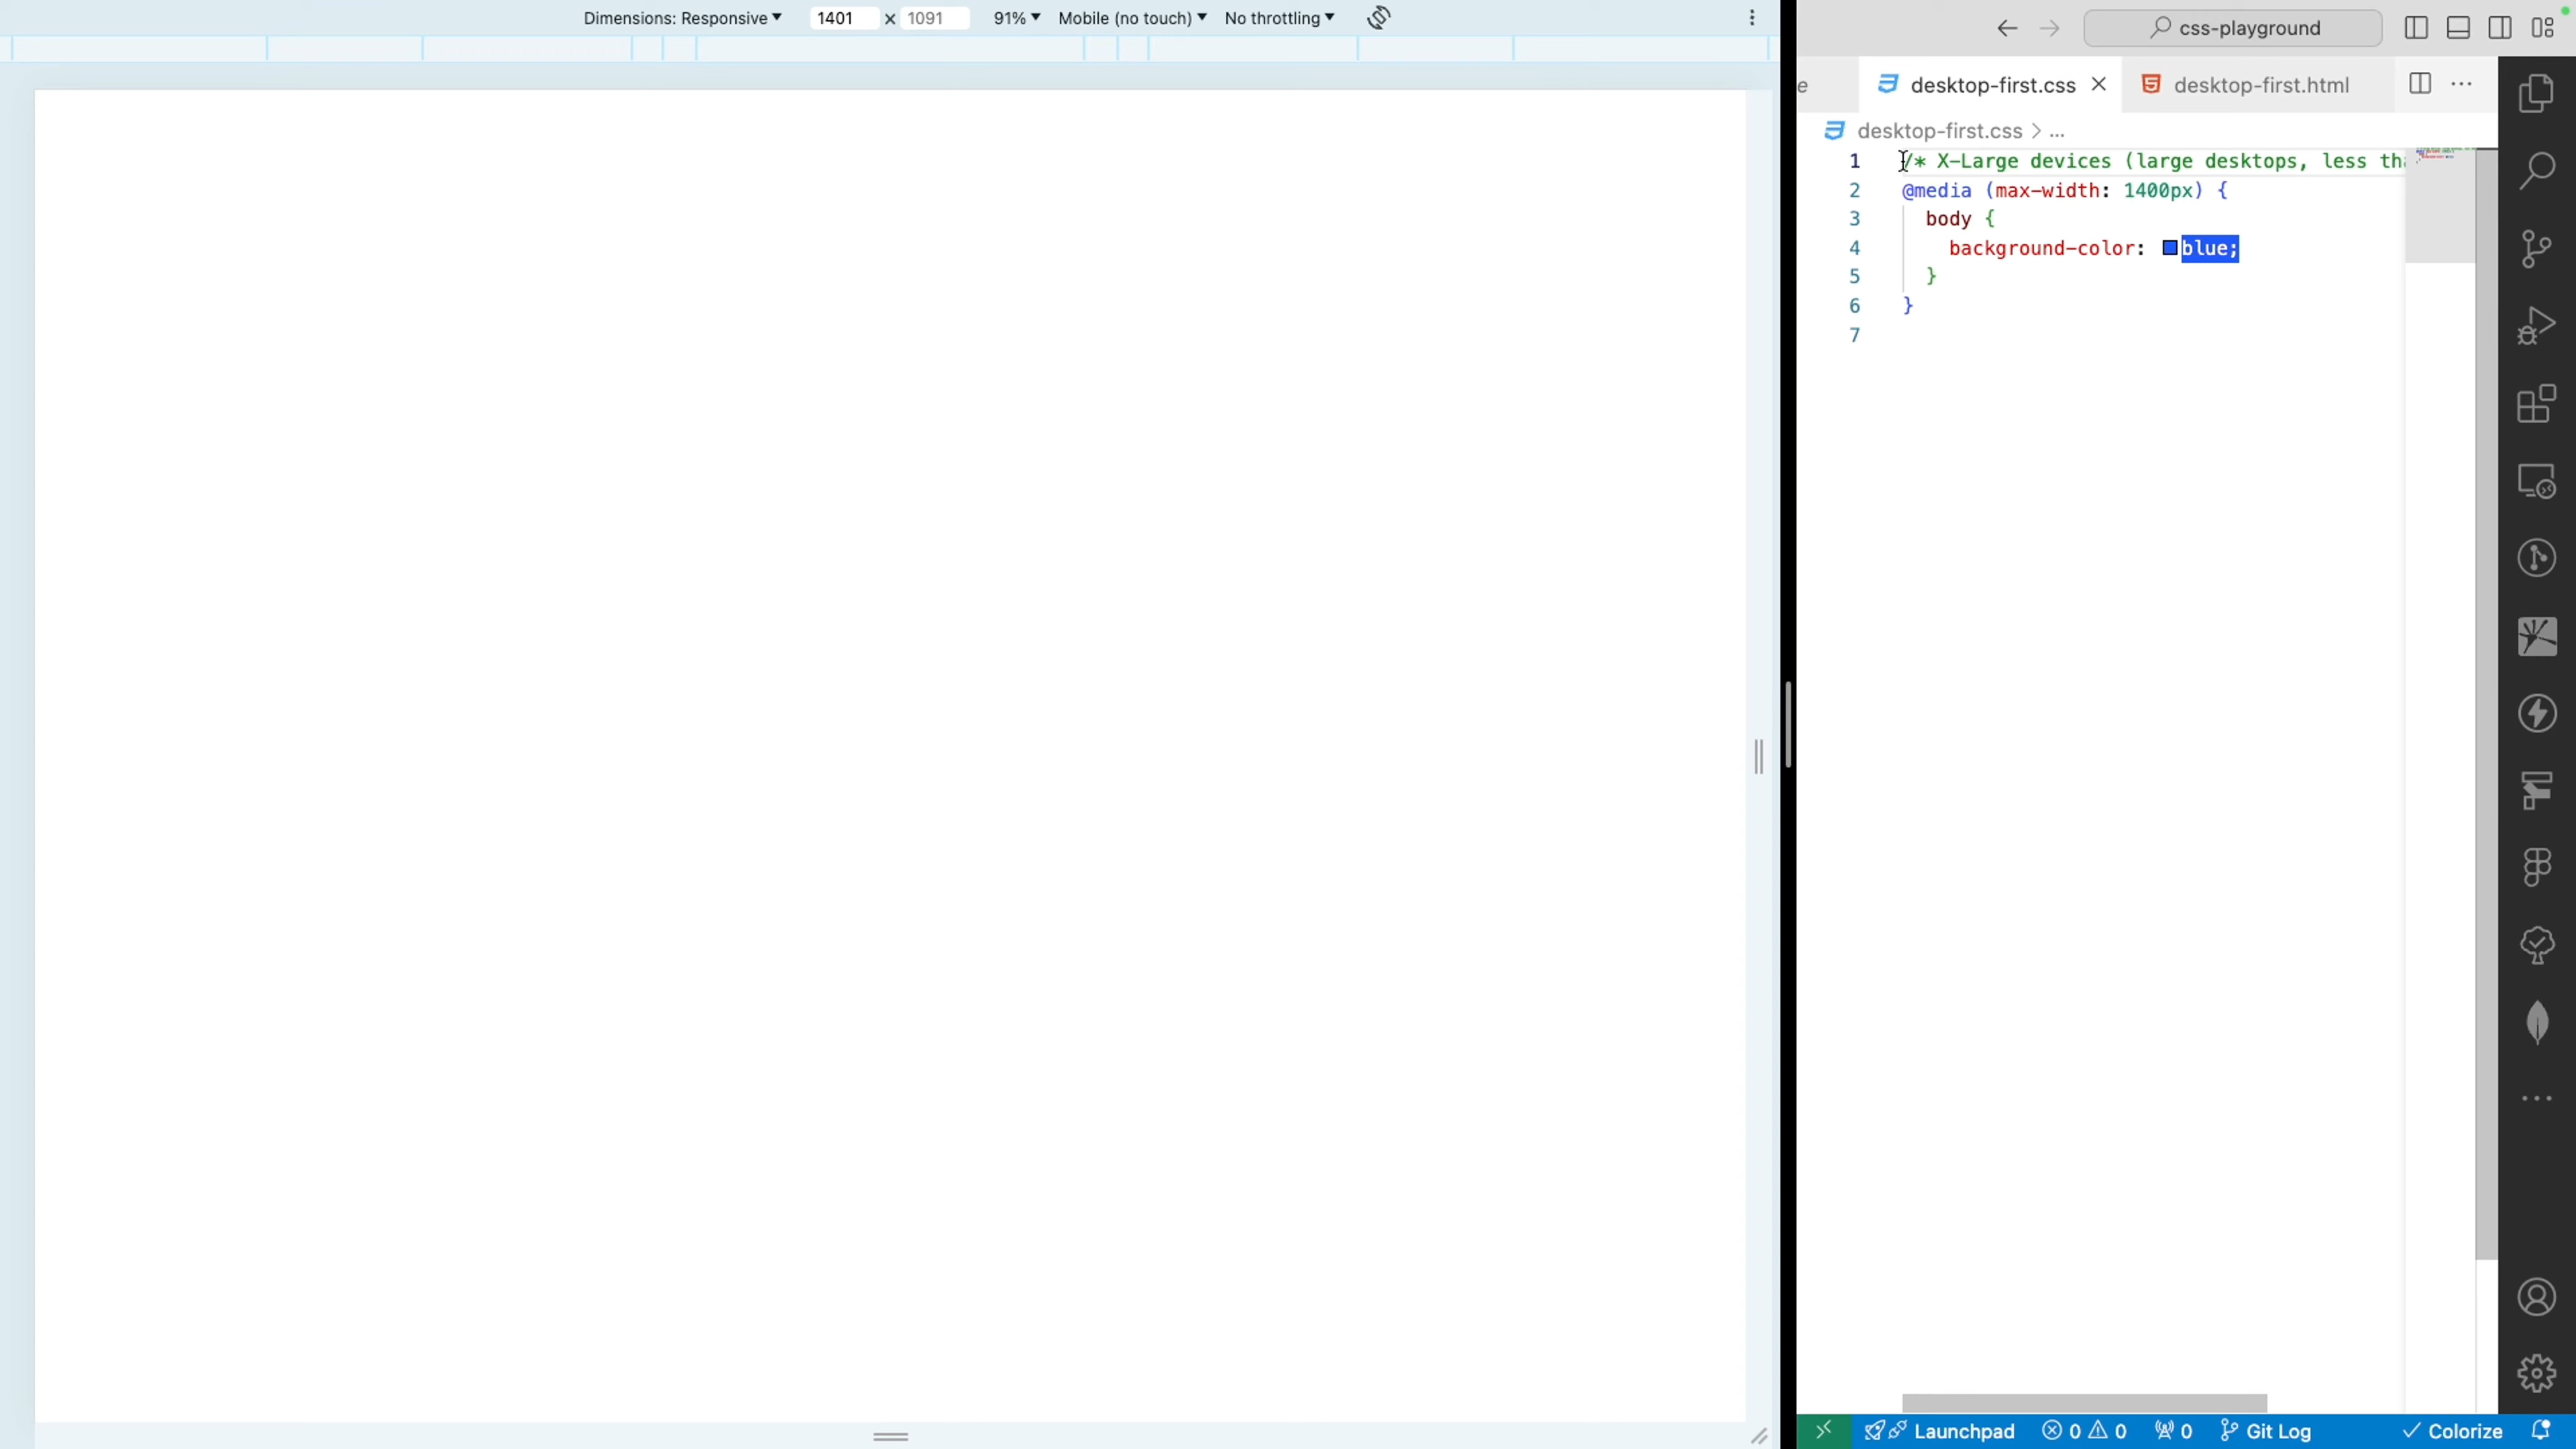 Dimensions: Responsive 1401 × 1091 91% Mobile (no touch) No throttling
css-playground
e desktop-first.css desktop-first.html
desktop-first.css > ...
1 /* X-Large devices (large desktops, less tha
2 @media (max-width: 1400px) {
3 body {
4 background-color: blue;
5 }
6 }
7
Launchpad 0 0 0 Git Log Colorize